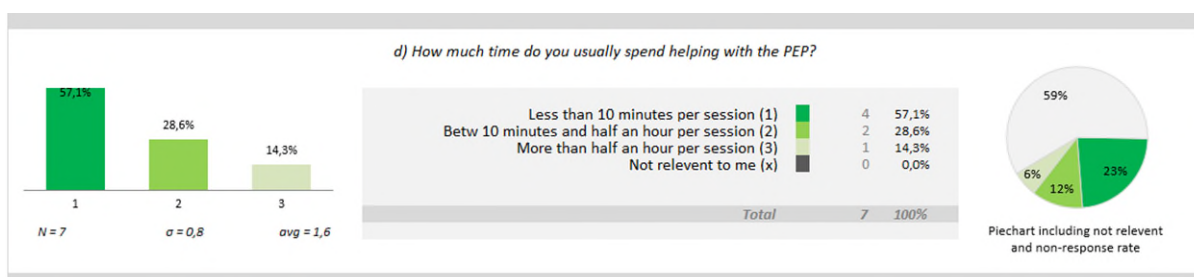 d) How much time do you usually spend helping with the PEP?
57,1%
28,6%
14,3%
1 2 3
N = 7 σ = 0,8 avg = 1,6
Less than 10 minutes per session (1) 4 57,1%
Betw 10 minutes and half an hour per session (2) 2 28,6%
More than half an hour per session (3) 1 14,3%
Not relevent to me (x) 0 0,0%
Total 7 100%
59%
23%
12%
6%
Piechart including not relevent
and non-response rate